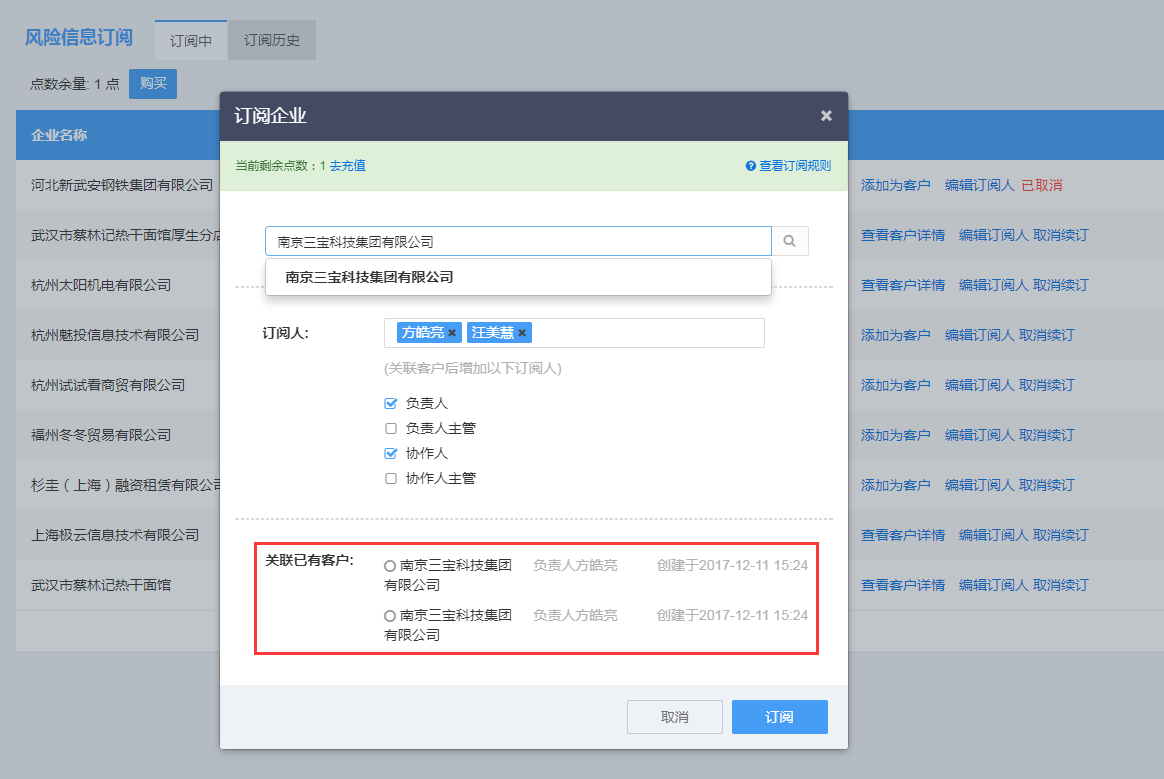 风险信息订阅 订阅中 订阅历史
点数余量: 1 点 购买
企业名称
河北新武安钢铁集团有限公司 添加为客户 编辑订阅人 已取消
武汉市蔡林记热干面馆厚生分店 查看客户详情 编辑订阅人 取消续订
杭州太阳机电有限公司 查看客户详情 编辑订阅人 取消续订
杭州魅投信息技术有限公司 添加为客户 编辑订阅人 取消续订
杭州试试看商贸有限公司 添加为客户 编辑订阅人 取消续订
福州冬冬贸易有限公司 添加为客户 编辑订阅人 取消续订
杉圭（上海）融资租赁有限公司 添加为客户 编辑订阅人 取消续订
上海极云信息技术有限公司 查看客户详情 编辑订阅人 取消续订
武汉市蔡林记热干面馆 查看客户详情 编辑订阅人 取消续订
订阅企业
当前剩余点数：1 去充值 查看订阅规则
南京三宝科技集团有限公司
南京三宝科技集团有限公司
订阅人: 方皓亮 汪美慧
(关联客户后增加以下订阅人)
负责人
负责人主管
协作人
协作人主管
关联已有客户: 南京三宝科技集团 负责人方皓亮 创建于2017-12-11 15:24
有限公司
南京三宝科技集团 负责人方皓亮 创建于2017-12-11 15:24
有限公司
取消 订阅